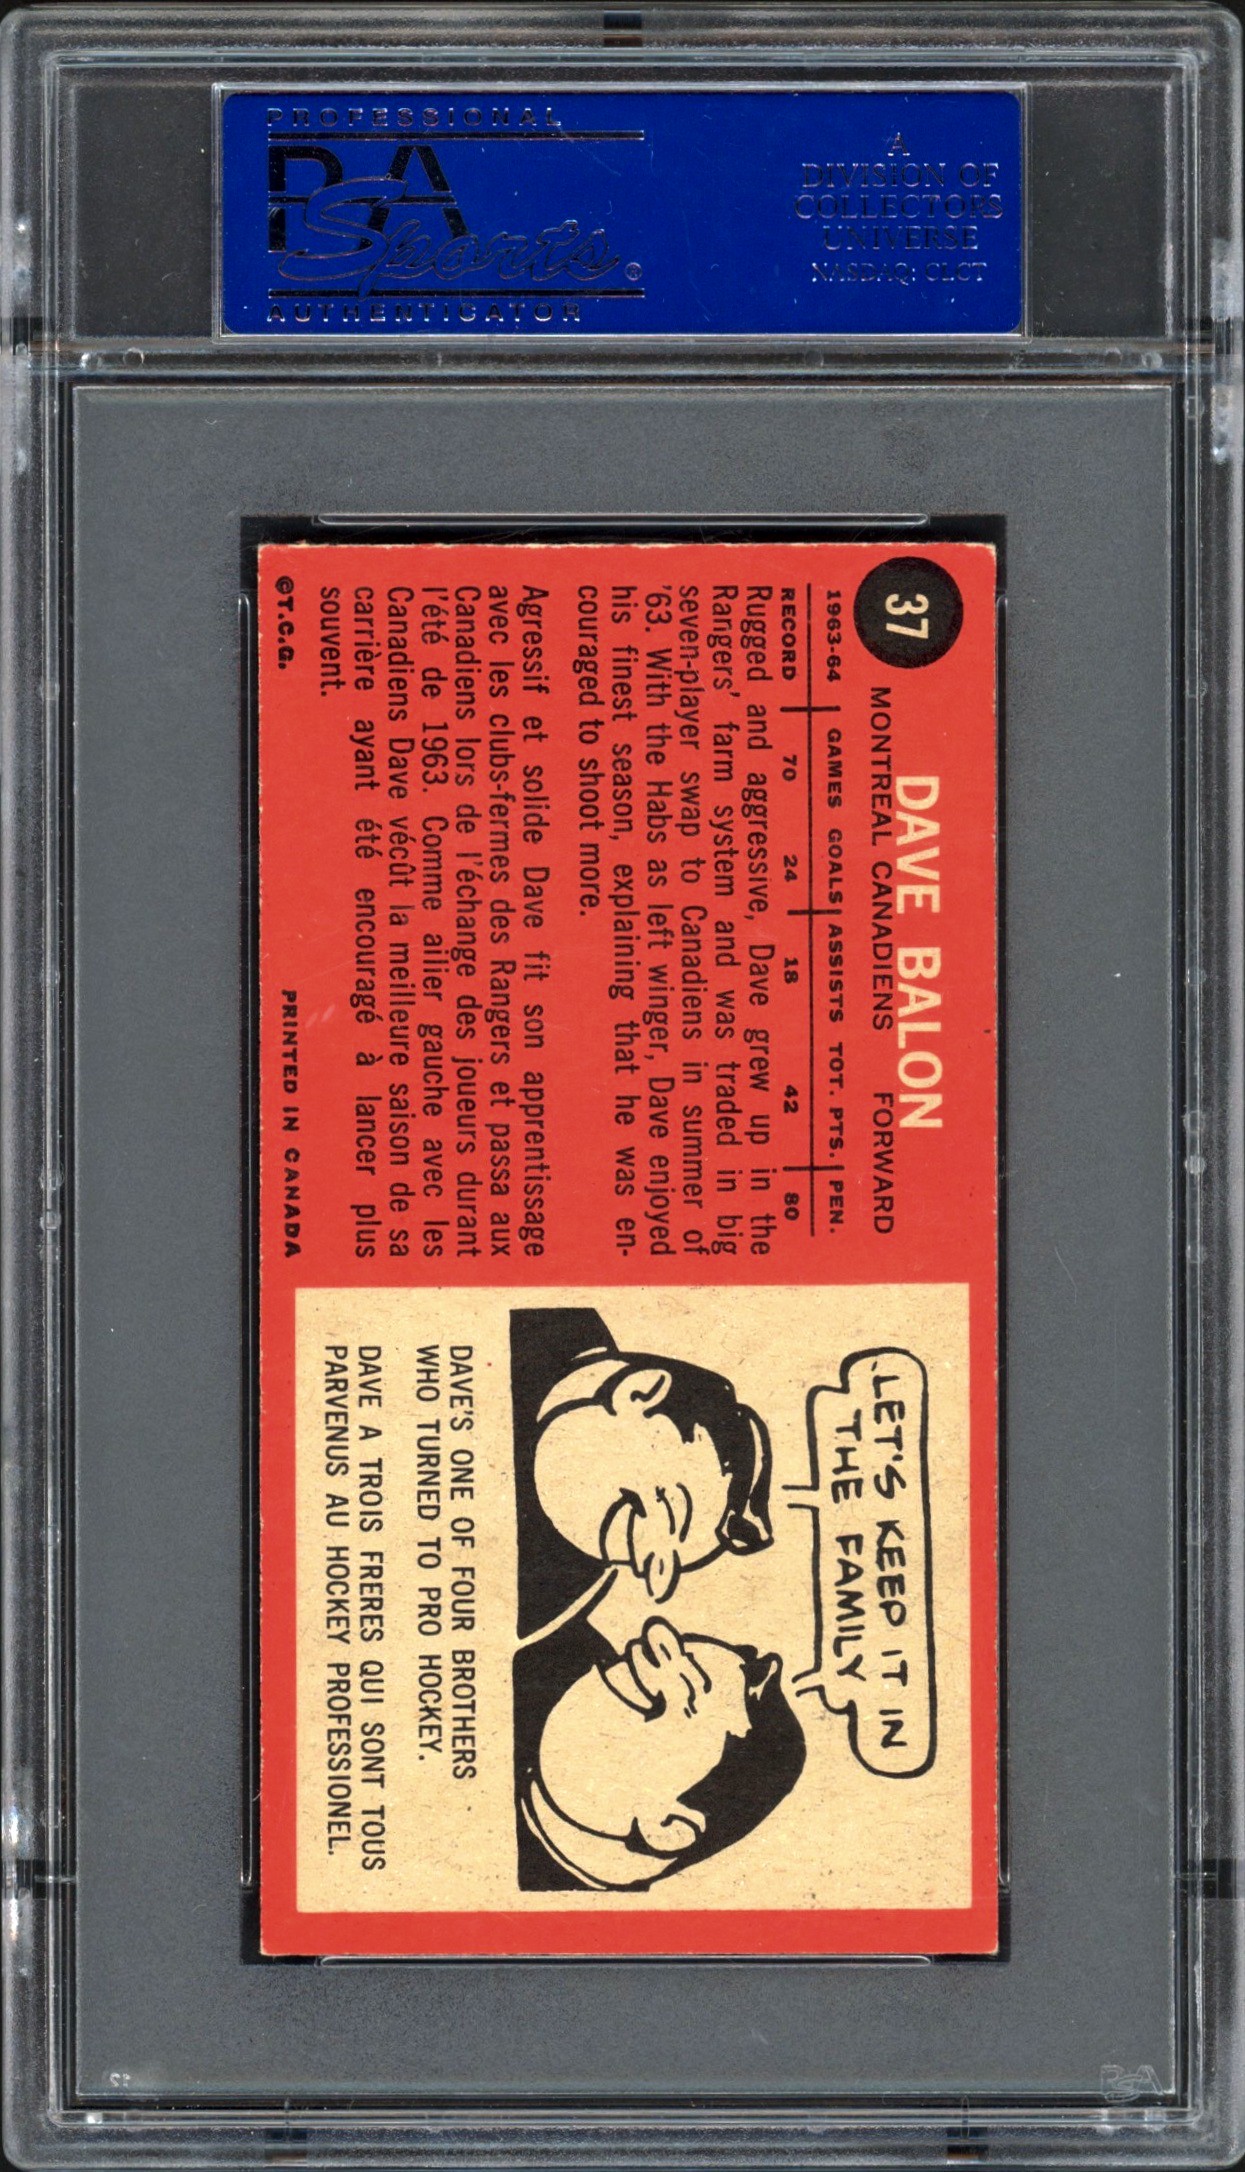 PROFESSIONAL
PSA
Sports®
AUTHENTICATOR
A
DIVISION OF
COLLECTORS
UNIVERSE
NASDAQ: CLCT
37
DAVE BALON
MONTREAL CANADIENS FORWARD
1963-64 GAMES GOALS ASSISTS TOT. PTS. PEN.
RECORD 70 24 18 42 80
Rugged and aggressive, Dave grew up in the
Rangers' farm system and was traded in big
seven-player swap to Canadiens in summer of
'63. With the Habs as left winger, Dave enjoyed
his finest season, explaining that he was en-
couraged to shoot more.
Agressif et solide Dave fit son apprentissage
avec les clubs-fermes des Rangers et passa aux
Canadiens lors de l'échange des joueurs durant
l'été de 1963. Comme ailier gauche avec les
Canadiens Dave vécût la meilleure saison de sa
carrière ayant été encouragé à lancer plus
souvent.
©T.C.G. PRINTED IN CANADA
LET'S KEEP IT IN
THE FAMILY
DAVE'S ONE OF FOUR BROTHERS
WHO TURNED TO PRO HOCKEY.
DAVE A TROIS FRERES QUI SONT TOUS
PARVENUS AU HOCKEY PROFESSIONEL.
PSA